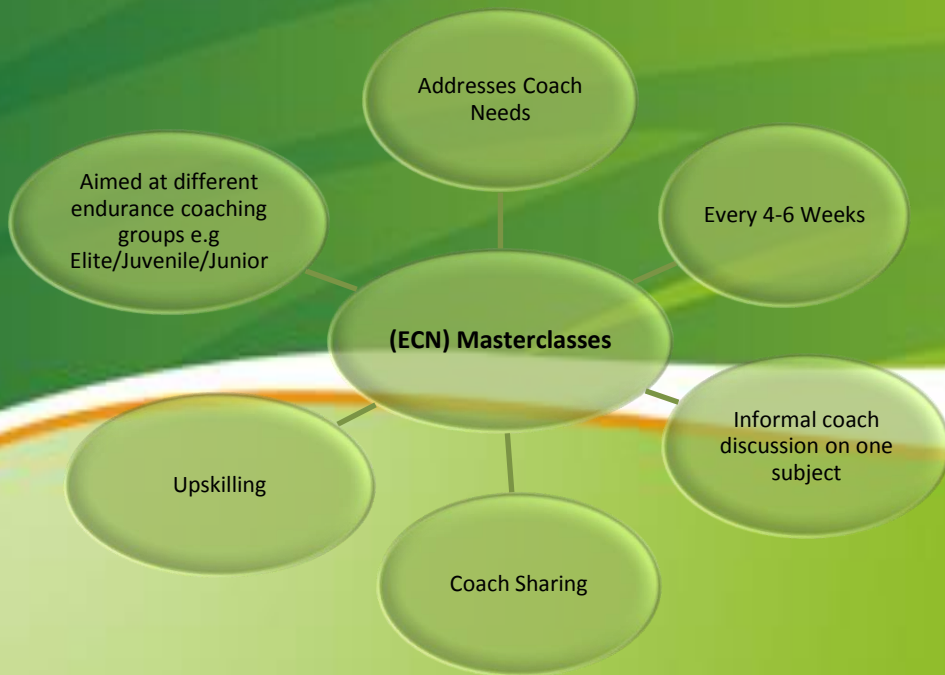 Addresses Coach
Needs
Aimed at different
endurance coaching
groups e.g
Elite/Juvenile/Junior
Every 4-6 Weeks
(ECN) Masterclasses
Informal coach
discussion on one
subject
Upskilling
Coach Sharing